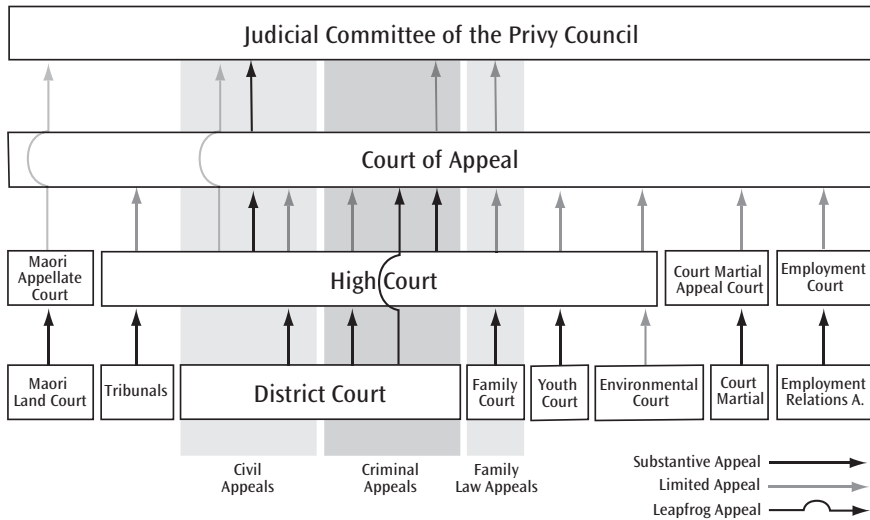 Judicial Committee of the Privy Council
Court of Appeal
Maori
Appellate
Court
High Court
Court Martial
Appeal Court
Employment
Court
Maori
Land Court
Tribunals
District Court
Family
Court
Youth
Court
Environmental
Court
Court
Martial
Employment
Relations A.
Civil
Appeals
Criminal
Appeals
Family
Law Appeals
Substantive Appeal
Limited Appeal
Leapfrog Appeal